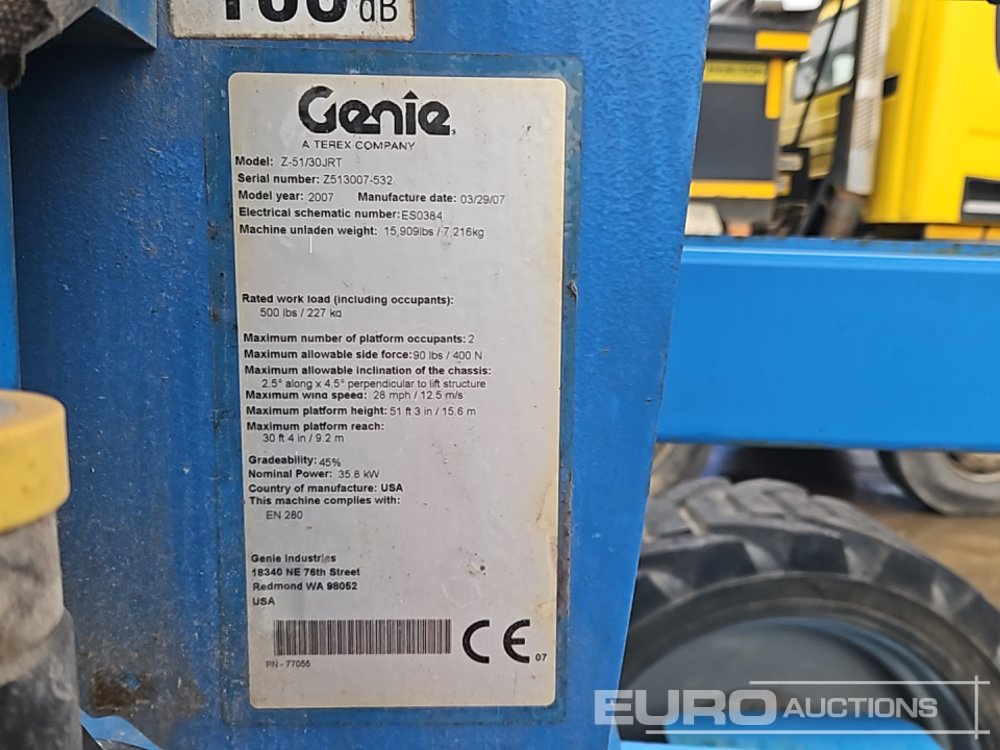 dB
Genie
A TEREX COMPANY
Model: Z-51/30JRT
Serial number: Z513007-532
Model year: 2007 Manufacture date: 03/29/07
Electrical schematic number: ES0384
Machine unladen weight: 15,909lbs / 7,216kg
Rated work load (including occupants):
500 lbs / 227 kg
Maximum number of platform occupants: 2
Maximum allowable side force: 90 lbs / 400 N
Maximum allowable inclination of the chassis:
2.5° along x 4.5° perpendicular to lift structure
Maximum wind speed: 28 mph / 12.5 m/s
Maximum platform height: 51 ft 3 in / 15.6 m
Maximum platform reach:
30 ft 4 in / 9.2 m
Gradeability: 45%
Nominal Power: 35.8 kW
Country of manufacture: USA
This machine complies with:
EN 280
Genie Industries
18340 NE 76th Street
Redmond WA 98052
USA
CE 07
PN - 77055
EURO AUCTIONS